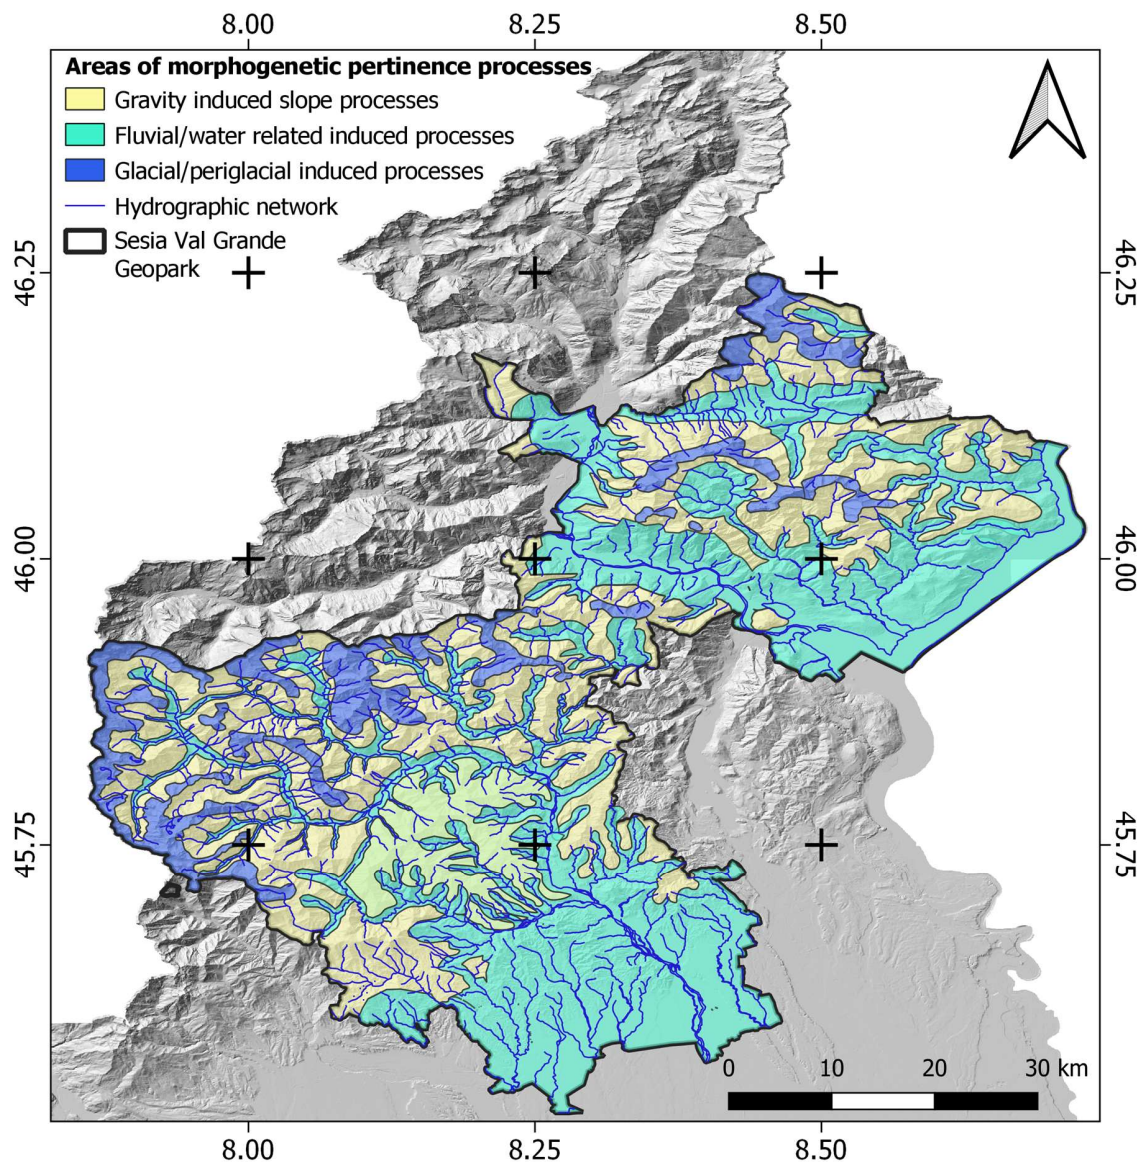 8.00 8.25 8.50
Areas of morphogenetic pertinence processes
Gravity induced slope processes
Fluvial/water related induced processes
Glacial/periglacial induced processes
Hydrographic network
Sesia Val Grande
Geopark
46.25 46.25
46.00 46.00
45.75 45.75
0 10 20 30 km
8.00 8.25 8.50